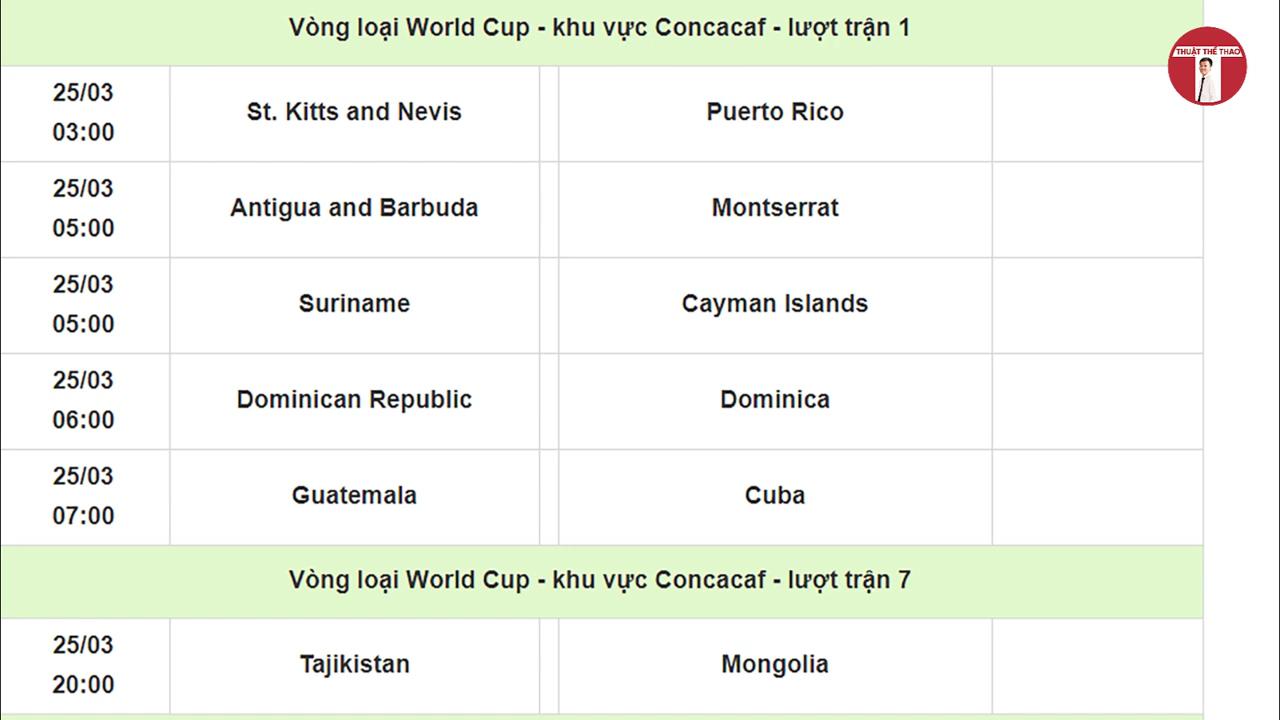 Vòng loại World Cup - khu vực Concacaf - lượt trận 1
THUẬT THỂ THAO
25/03
03:00
St. Kitts and Nevis
Puerto Rico
25/03
05:00
Antigua and Barbuda
Montserrat
25/03
05:00
Suriname
Cayman Islands
25/03
06:00
Dominican Republic
Dominica
25/03
07:00
Guatemala
Cuba
Vòng loại World Cup - khu vực Concacaf - lượt trận 7
25/03
20:00
Tajikistan
Mongolia